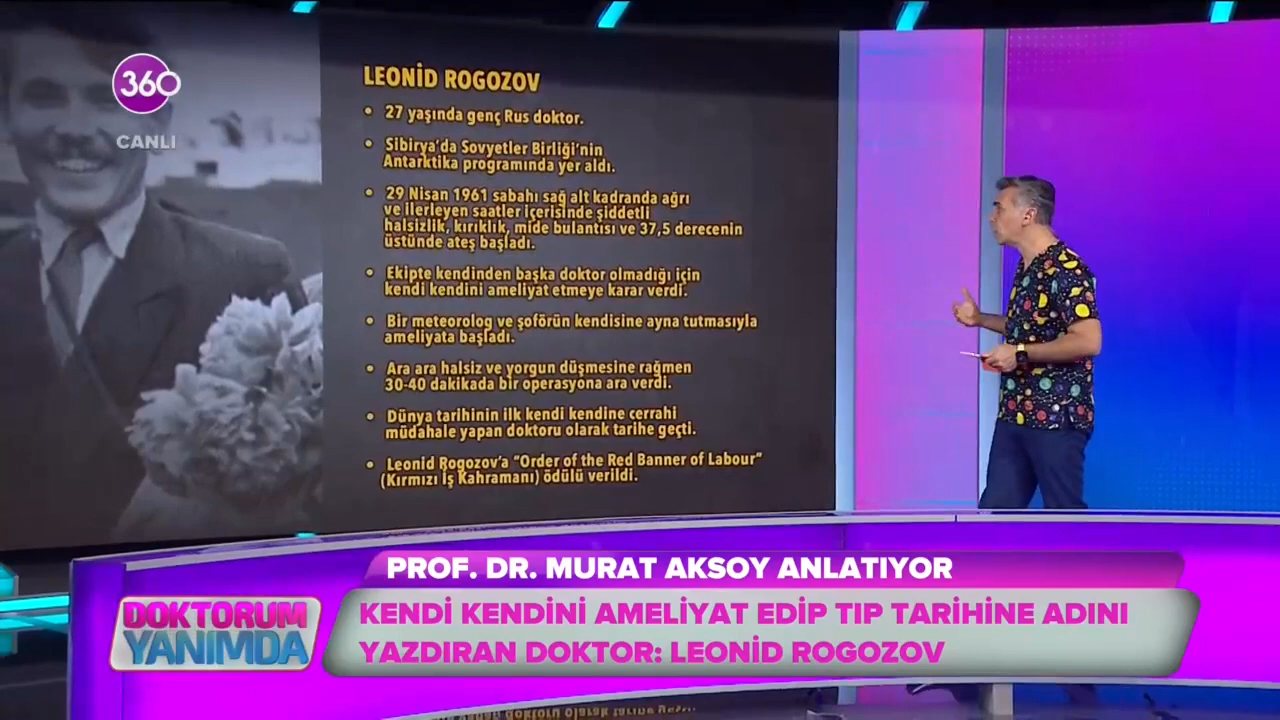 360
CANLI
LEONİD ROGOZOV
• 27 yaşında genç Rus doktor.
• Sibirya'da Sovyetler Birliği'nin
Antarktika programında yer aldı.
• 29 Nisan 1961 sabahı sağ alt kadranda ağrı
ve ilerleyen saatler içerisinde şiddetli
halsizlik, kırıklık, mide bulantısı ve 37,5 derecenin
üstünde ateş başladı.
• Ekipte kendinden başka doktor olmadığı için
kendi kendini ameliyat etmeye karar verdi.
• Bir meteorolog ve şoförün kendisine ayna tutmasıyla
ameliyata başladı.
• Ara ara halsiz ve yorgun düşmesine rağmen
30-40 dakikada bir operasyona ara verdi.
• Dünya tarihinin ilk kendi kendine cerrahi
müdahale yapan doktoru olarak tarihe geçti.
• Leonid Rogozov'a "Order of the Red Banner of Labour"
(Kırmızı İş Kahramanı) ödülü verildi.
PROF. DR. MURAT AKSOY ANLATIYOR
DOKTORUM
YANIMDA
KENDİ KENDİNİ AMELİYAT EDİP TIP TARİHİNE ADINI
YAZDIRAN DOKTOR: LEONİD ROGOZOV